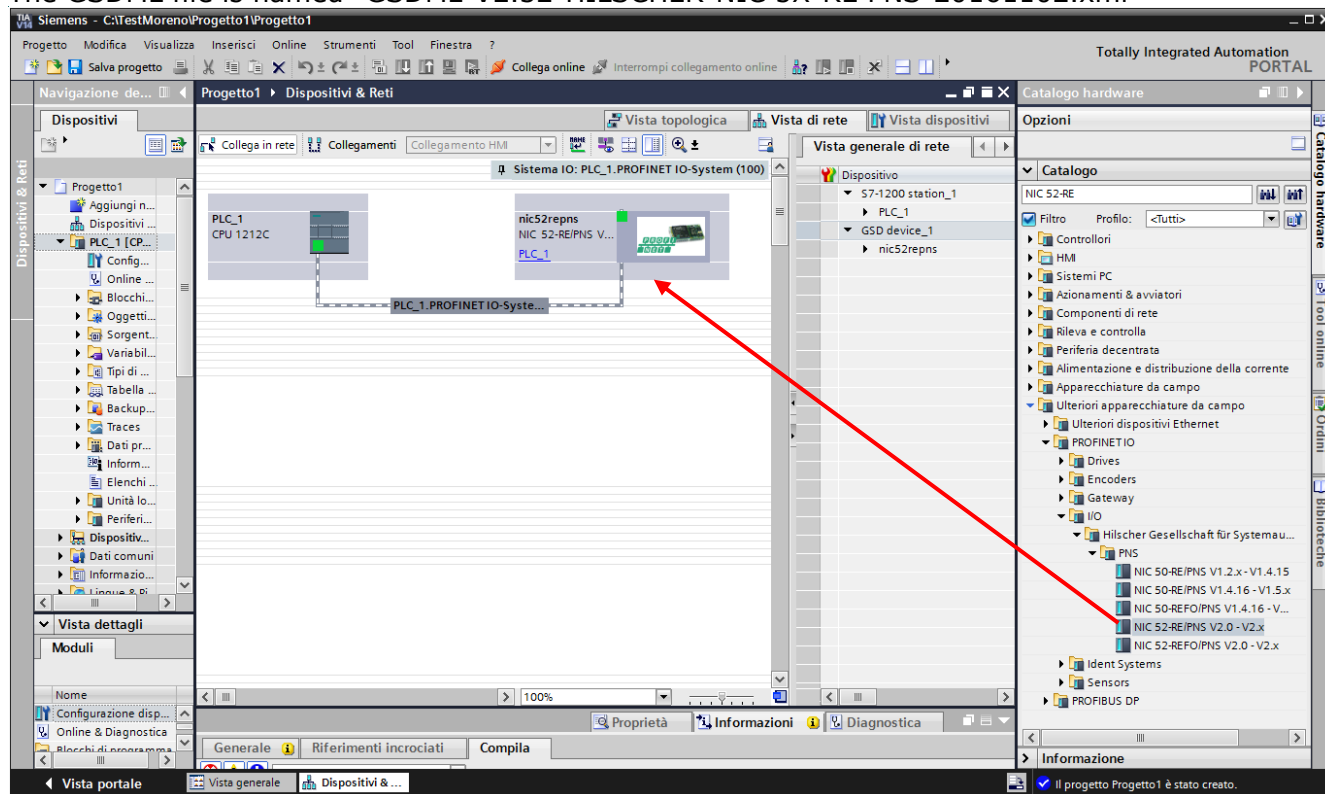 The GSDML file is named "GSDML-V2.32-HILSCHER-NIC 5X-RE PNS-20161102.xml"
Siemens - C:\TestMoreno\Progetto1\Progetto1
Progetto Modifica Visualizza Inserisci Online Strumenti Tool Finestra ?
Totally Integrated Automation
PORTAL
Salva progetto Collega online Interrompi collegamento online
Navigazione de...
Progetto1 Dispositivi & Reti
Catalogo hardware
Dispositivi
Vista topologica Vista di rete Vista dispositivi
Opzioni
Collega in rete Collegamenti Collegamento HMI
Vista generale di rete
Sistema IO: PLC_1.PROFINET IO-System (100)
Catalogo
Dispositivo
S7-1200 station_1
PLC_1
GSD device_1
nic52repns
NIC 52-RE
Filtro Profilo: <Tutti>
Controllori
HMI
Sistemi PC
Azionamenti & avviatori
Componenti di rete
Rileva e controlla
Periferia decentrata
Alimentazione e distribuzione della corrente
Apparecchiature da campo
Ulteriori apparecchiature da campo
Ulteriori dispositivi Ethernet
PROFINET IO
Drives
Encoders
Gateway
I/O
Hilscher Gesellschaft für Systemau...
PNS
NIC 50-RE/PNS V1.2.x - V1.4.15
NIC 50-RE/PNS V1.4.16 - V1.5.x
NIC 50-REFO/PNS V1.4.16 - V...
NIC 52-RE/PNS V2.0 - V2.x
NIC 52-REFO/PNS V2.0 - V2.x
Ident Systems
Sensors
PROFIBUS DP
Progetto1
Aggiungi n...
Dispositivi ...
PLC_1 [CP...
Config...
Online ...
Blocchi...
Oggetti...
Sorgent...
Variabil...
Tipi di ...
Tabella ...
Backup...
Traces
Dati pr...
Inform...
Elenchi ...
Unità lo...
Periferi...
Dispositiv...
Dati comuni
Informazio...
Lingue & Ri...
PLC_1
CPU 1212C
nic52repns
NIC 52-RE/PNS V...
PLC_1
PLC_1.PROFINET IO-Syste...
Dispositivi & Reti
Catalogo hardware
Tool online
Ordini
Biblioteche
Vista dettagli
Moduli
Nome
Configurazione disp...
Online & Diagnostica
Blocchi di programma
100%
Proprietà Informazioni Diagnostica
Generale Riferimenti incrociati Compila
Informazione
Vista portale Vista generale Dispositivi & ...
Il progetto Progetto1 è stato creato.